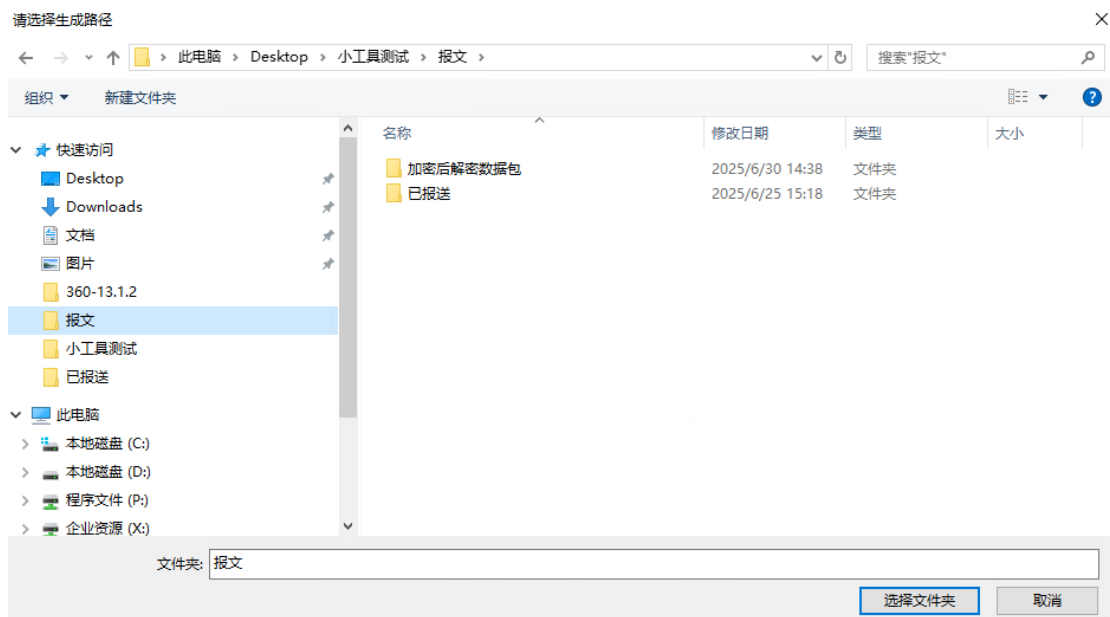 请选择生成路径
此电脑 Desktop 小工具测试 报文
搜索"报文"
组织 新建文件夹
快速访问
Desktop
Downloads
文档
图片
360-13.1.2
报文
小工具测试
已报送
此电脑
本地磁盘 (C:)
本地磁盘 (D:)
程序文件 (P:)
企业资源 (X:)
名称 修改日期 类型 大小
加密后解密数据包 2025/6/30 14:38 文件夹
已报送 2025/6/25 15:18 文件夹
文件夹: 报文
选择文件夹 取消